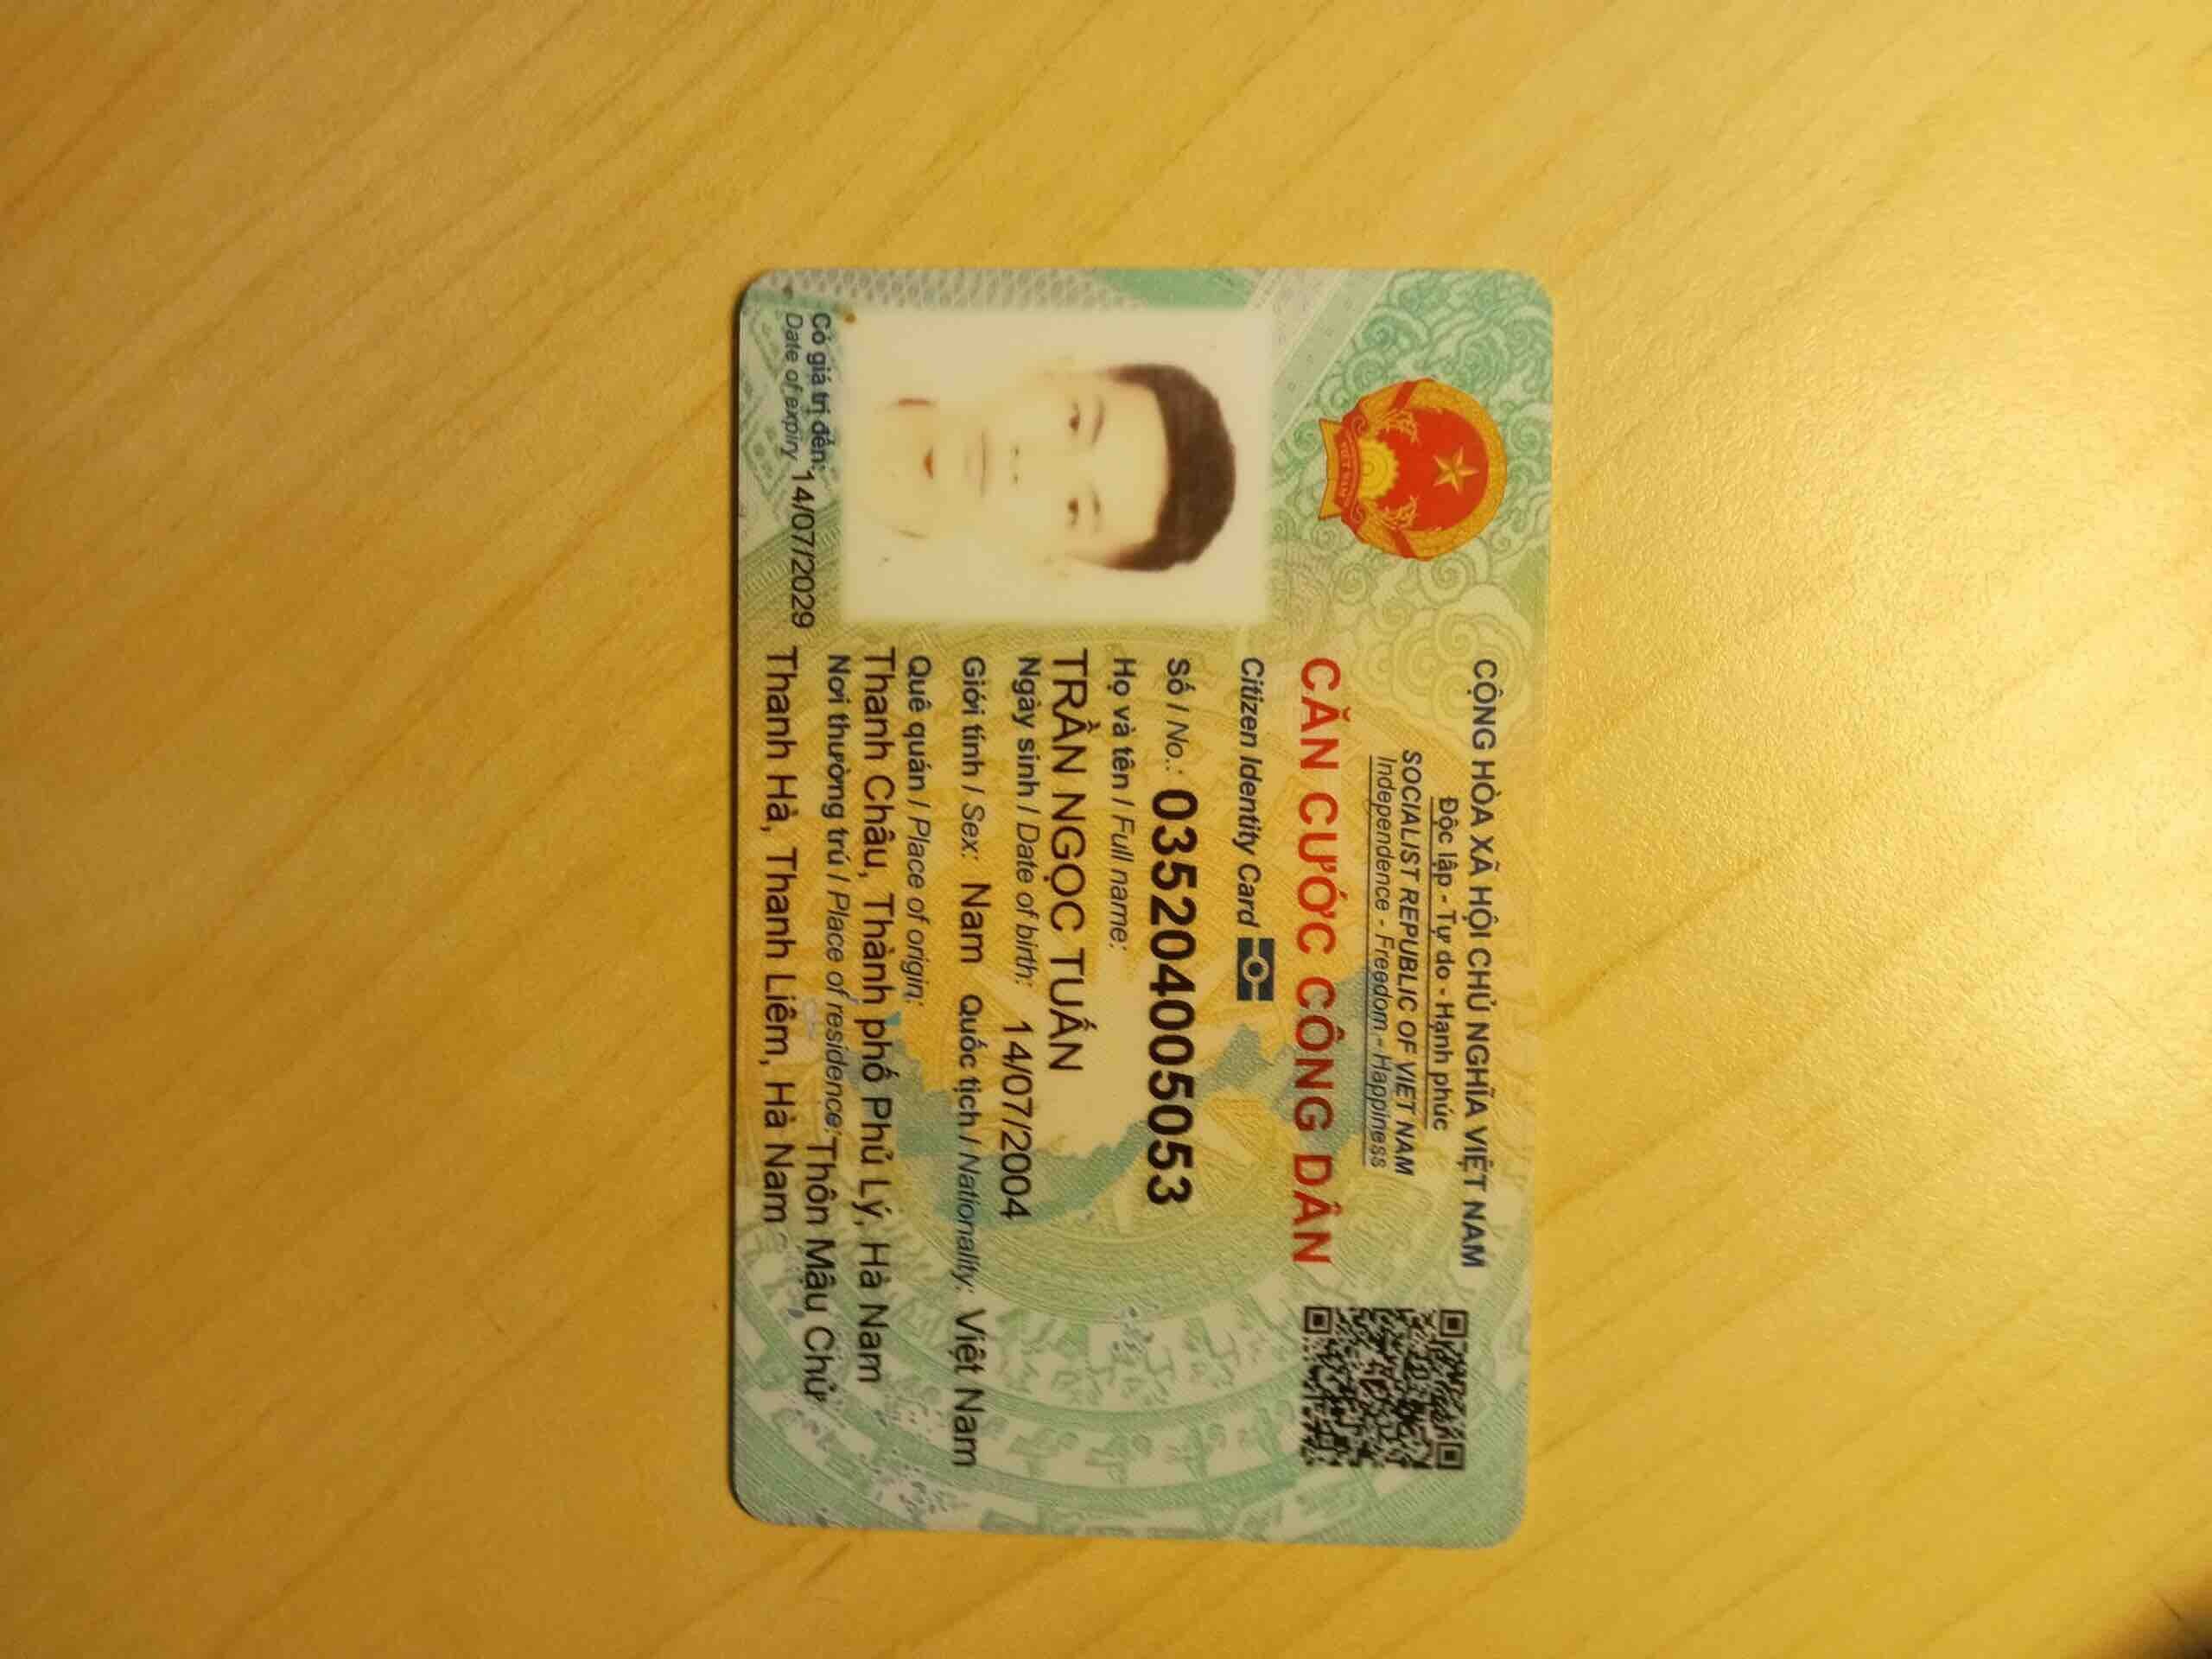 CỘNG HÒA XÃ HỘI CHỦ NGHĨA VIỆT NAM
Độc lập - Tự do - Hạnh phúc
SOCIALIST REPUBLIC OF VIET NAM
Independence - Freedom - Happiness
CĂN CƯỚC CÔNG DÂN
Citizen Identity Card
Số / No.: 035204005053
Họ và tên / Full name:
TRẦN NGỌC TUẤN
Ngày sinh / Date of birth: 14/07/2004
Giới tính / Sex: Nam Quốc tịch / Nationality: Việt Nam
Quê quán / Place of origin:
Thanh Châu, Thành phố Phủ Lý, Hà Nam
Nơi thường trú / Place of residence: Thôn Mậu Chử
Thanh Hà, Thanh Liêm, Hà Nam
Có giá trị đến: 14/07/2029
Date of expiry